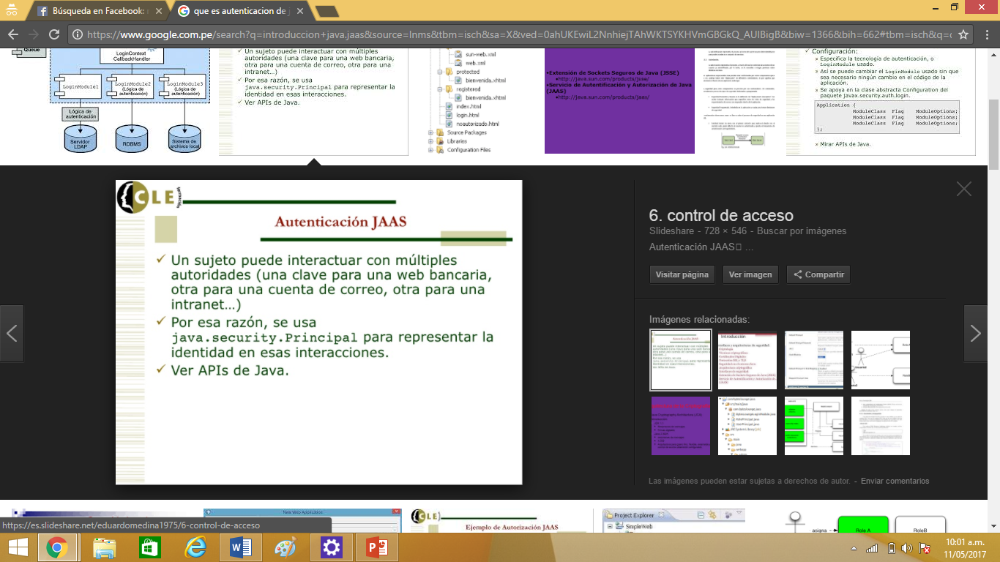 Búsqueda en Facebook:
que es autenticacion de
https://www.google.com.pe/search?q=introduccion+java.jaas&source=lnms&tbm=isch&sa=X&ved=0ahUKEwiL2NnhiejTAhWKTSYKHVmGBGkQ_AUIBigB&biw=1366&bih=662#tbm=isch&q=
Queue
LoginContext
CallbackHandler
LoginModule1
LoginModule2
(Lógica de
autenticación)
LoginModule3
(Lógica de
autenticación)
Lógica de
autenticación
Servidor
LDAP
RDBMS
Sistema de
archivos local
Un sujeto puede interactuar con múltiples
autoridades (una clave para una web bancaria,
otra para una cuenta de correo, otra para una
intranet…)
Por esa razón, se usa
java.security.Principal para representar la
identidad en esas interacciones.
Ver APIs de Java.
sun-web.xml
web.xml
protected
bienvenida.xhtml
registered
bienvenida.xhtml
index.html
login.html
noautorizado.html
Source Packages
Libraries
Configuration Files
•Extensión de Sockets Seguros de Java (JSSE)
•http://java.sun.com/products/jsse/
•Servicio de Autentificación y Autorización de Java
(JAAS)
•http://java.sun.com/products/jaas/
Configuración:
» Especifica la tecnología de autenticación, o
LoginModule usado.
» Así se puede cambiar el LoginModule usado sin que
sea necesario ningún cambio en el código de la
aplicación.
» Se apoya en la clase abstracta Configuration del
paquete javax.security.auth.login.
Application {
ModuleClass Flag ModuleOptions;
ModuleClass Flag ModuleOptions;
ModuleClass Flag ModuleOptions;
};
» Mirar APIs de Java.
CLE
formación
Autenticación JAAS
Un sujeto puede interactuar con múltiples
autoridades (una clave para una web bancaria,
otra para una cuenta de correo, otra para una
intranet…)
Por esa razón, se usa
java.security.Principal para representar la
identidad en esas interacciones.
Ver APIs de Java.
6. control de acceso
Slideshare - 728 × 546 - Buscar por imágenes
Autenticación JAAS ...
Visitar página
Ver imagen
Compartir
Imágenes relacionadas:
Autenticación JAAS
Introducción
Las imágenes pueden estar sujetas a derechos de autor. - Enviar comentarios
https://es.slideshare.net/eduardomedina1975/6-control-de-acceso
New Web Application
CLE
Ejemplo de Autorización JAAS
Project Explorer
SimpleWeb
asigna
Role A
RoleB
10:01 a.m.
11/05/2017